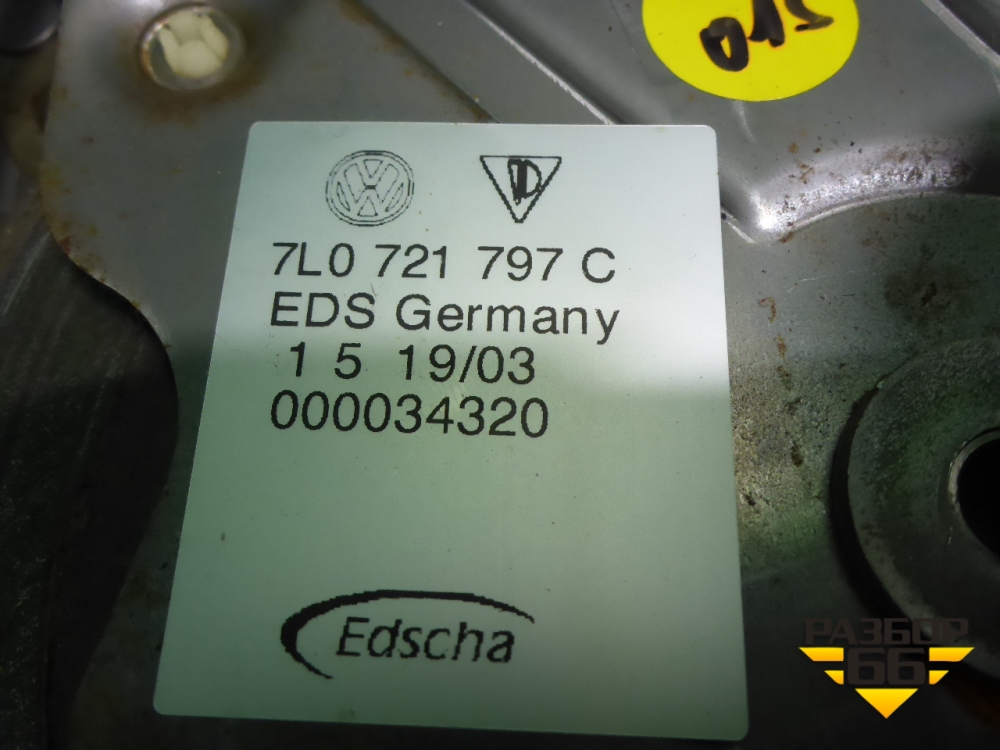 7L0 721 797 C
EDS Germany
1 5 19/03
000034320
Edscha
РАЗБОР
66